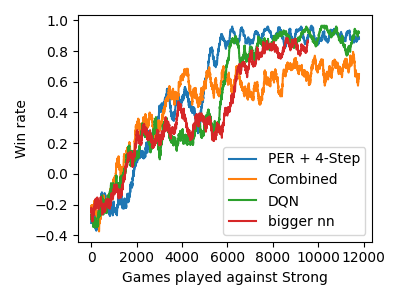 1.0
0.8
0.6
0.4
0.2
0.0
−0.2
−0.4
Win rate
0 2000 4000 6000 8000 10000 12000
Games played against Strong
PER + 4-Step
Combined
DQN
bigger nn